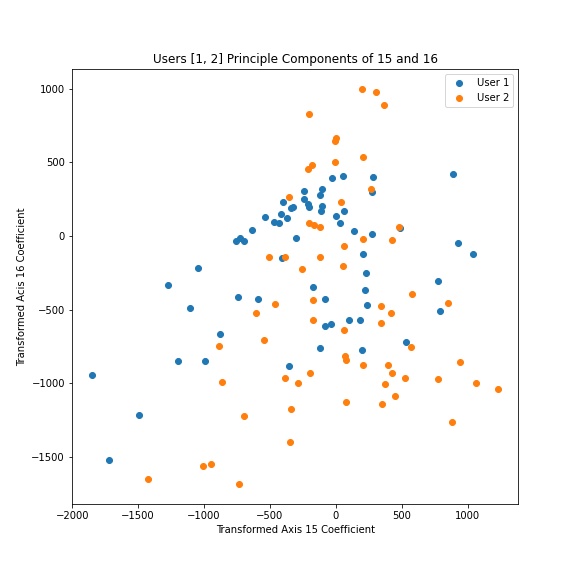 Users [1, 2] Principle Components of 15 and 16
User 1
User 2
Transformed Acis 16 Coefficient
1000
500
0
−500
−1000
−1500
−2000 −1500 −1000 −500 0 500 1000
Transformed Axis 15 Coefficient